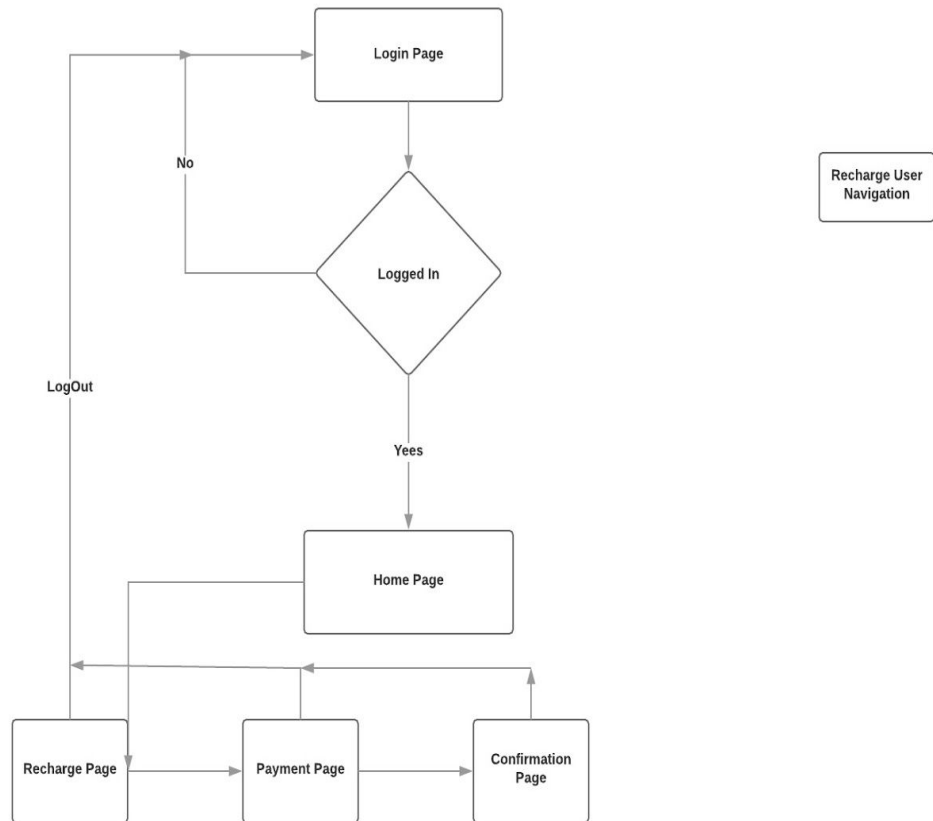 Login Page
No
Recharge User
Navigation
Logged In
LogOut
Yees
Home Page
Recharge Page
Payment Page
Confirmation
Page